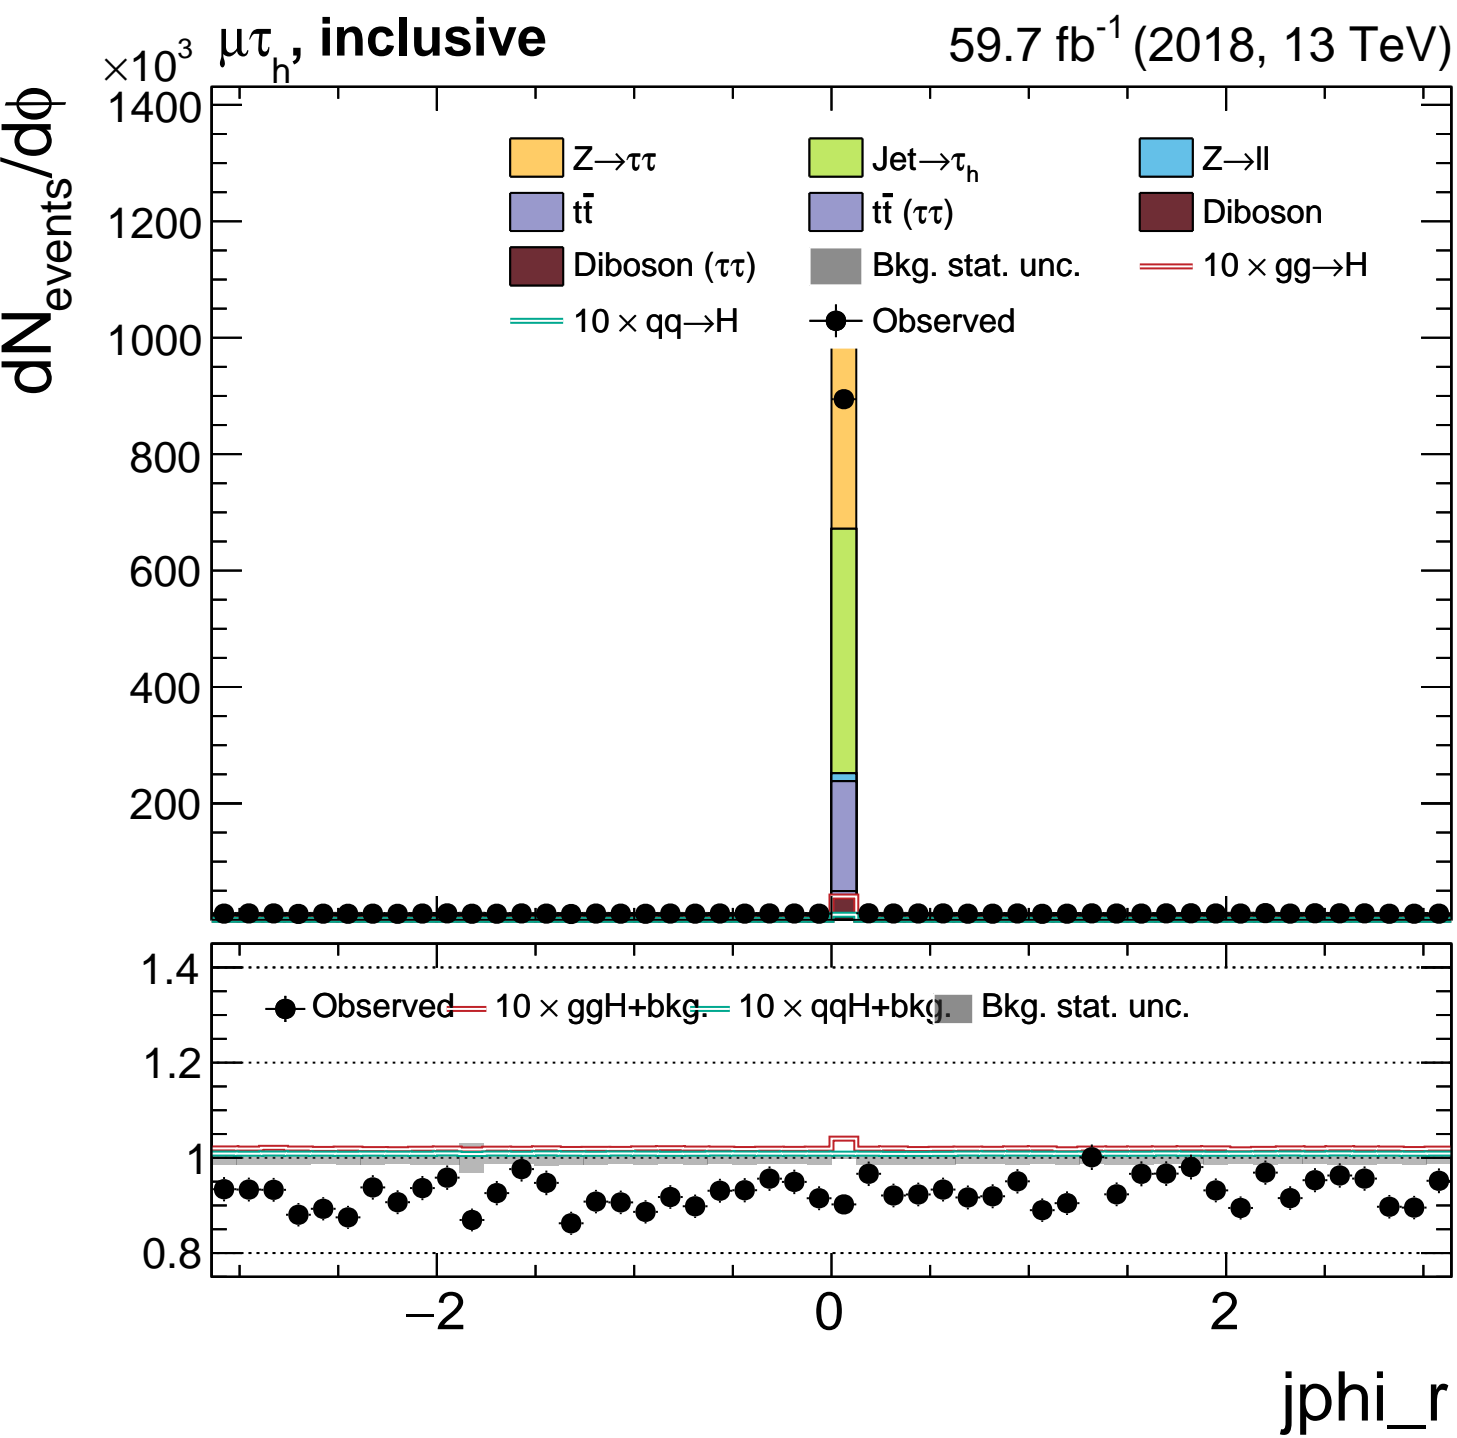 ×10³ μτₕ, inclusive 59.7 fb⁻¹ (2018, 13 TeV)
dN_events/dϕ
1400
1200
1000
800
600
400
200
Z→ττ Jet→τₕ Z→ll
tt̄ tt̄ (ττ) Diboson
Diboson (ττ) Bkg. stat. unc. 10 × gg→H
10 × qq→H Observed
1.4
1.2
1
0.8
Observed 10 × ggH+bkg. 10 × qqH+bkg. Bkg. stat. unc.
−2 0 2
jphi_r